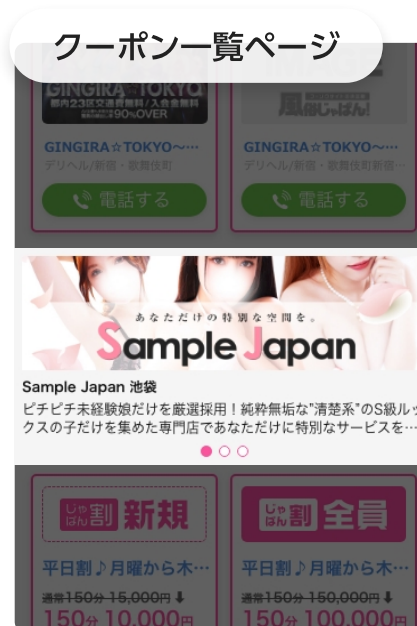 クーポン一覧ページ
GINGIRA☆TOKYO
都内23区交通費無料/入会金無料
90%OVER
風俗じゃぱん!
GINGIRA☆TOKYO～…
GINGIRA☆TOKYO～…
デリヘル/新宿・歌舞伎町
デリヘル/新宿・歌舞伎町新宿…
電話する
電話する
あなただけの特別な空間を。
Sample Japan
Sample Japan 池袋
ピチピチ未経験娘だけを厳選採用！純粋無垢な"清楚系"のS級ルッ
クスの子だけを集めた専門店であなただけに特別なサービスを…
じゃぱん割 新規
じゃぱん割 全員
平日割♪月曜から木…
平日割♪月曜から木…
通常150分 15,000円⬇
通常150分 150,000円⬇
150分 10,000円
150分 100,000円